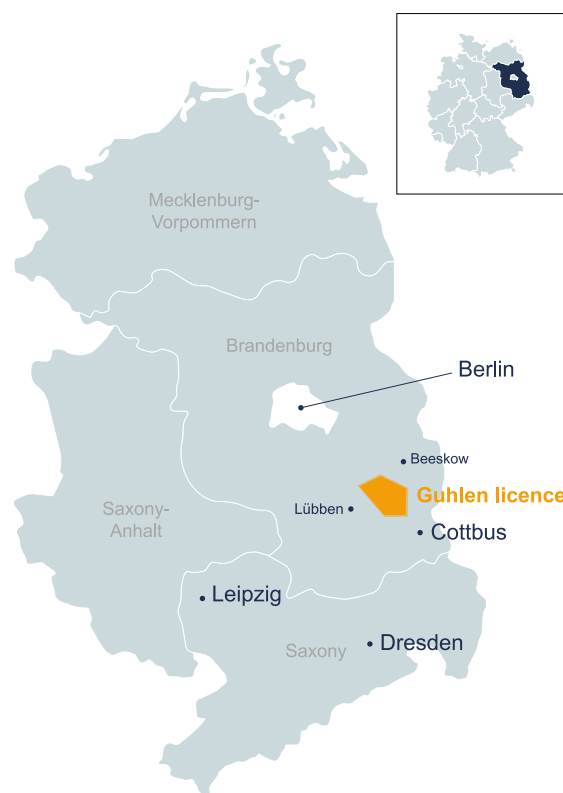 Mecklenburg-
Vorpommern
Brandenburg
Berlin
Beeskow
Guhlen licence
Lübben
Saxony-
Anhalt
Cottbus
Leipzig
Dresden
Saxony